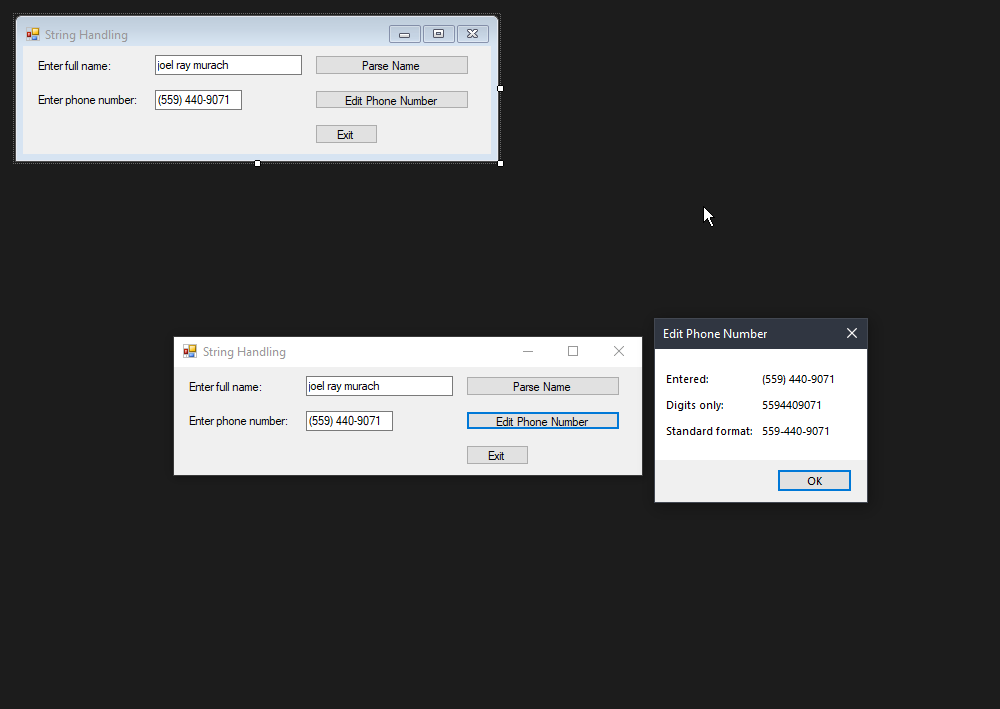 String Handling
Enter full name: joel ray murach Parse Name
Enter phone number: (559) 440-9071 Edit Phone Number
Exit
String Handling
Enter full name: joel ray murach Parse Name
Enter phone number: (559) 440-9071 Edit Phone Number
Exit
Edit Phone Number
Entered: (559) 440-9071
Digits only: 5594409071
Standard format: 559-440-9071
OK